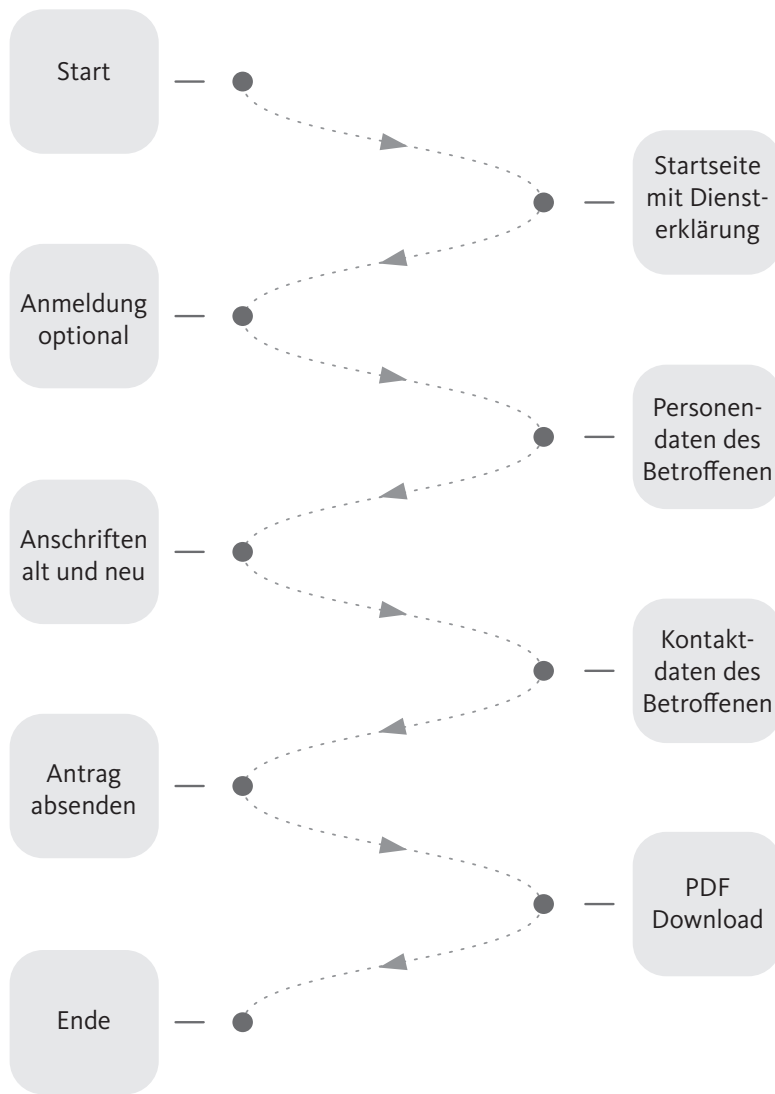 Start
Startseite
mit Dienst-
erklärung
Anmeldung
optional
Personen-
daten des
Betroffenen
Anschriften
alt und neu
Kontakt-
daten des
Betroffenen
Antrag
absenden
PDF
Download
Ende